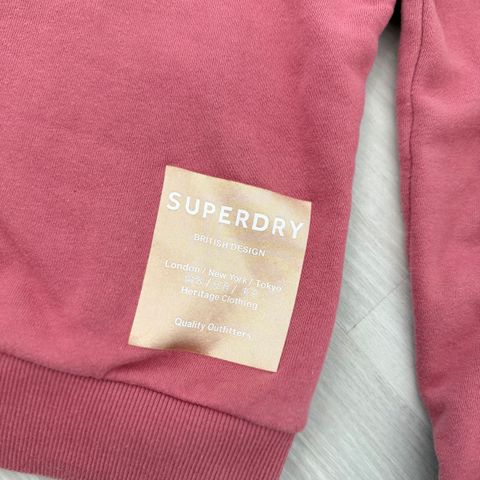 SUPERDRY
BRITISH DESIGN
London / New York / Tokyo
Heritage Clothing
Quality Outfitters